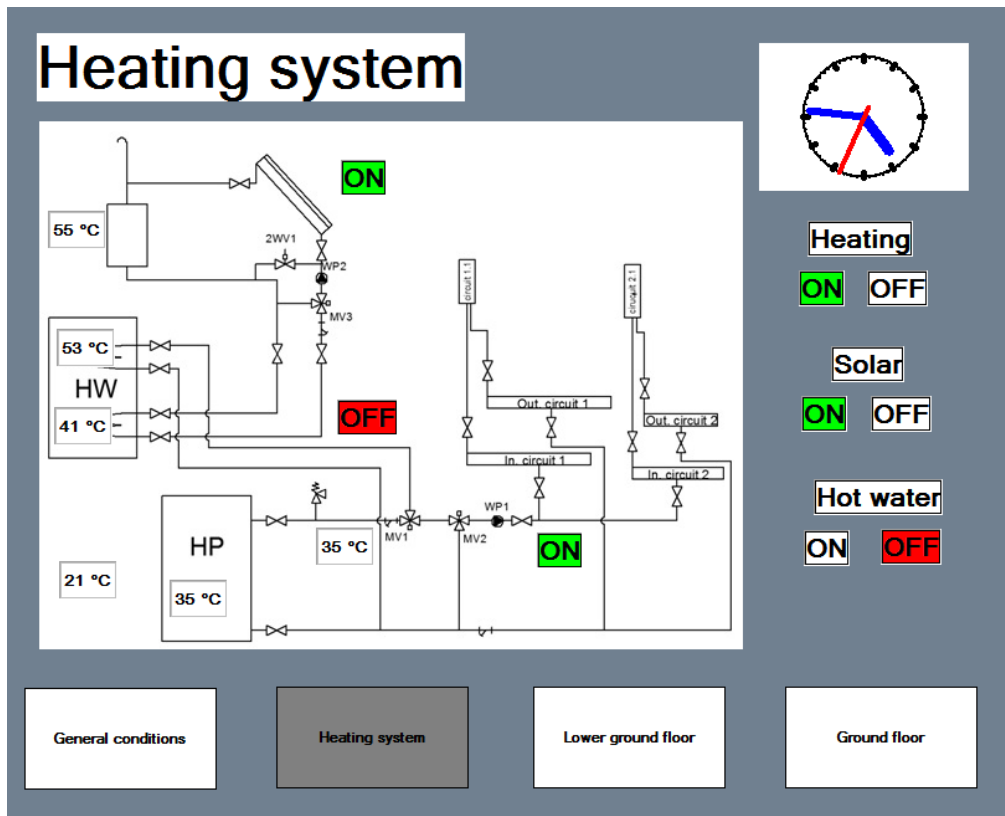 Heating system
ON
55 °C
2WV1
WP2
MV3
circuit 1.1
ciruquit 2.1
Heating
ON OFF
53 °C
HW
41 °C
OFF
Out. circuit 1
Out. circuit 2
In. circuit 1
In. circuit 2
Solar
ON OFF
Hot water
ON OFF
HP
35 °C
MV1
MV2
WP1
ON
21 °C
35 °C
General conditions
Heating system
Lower ground floor
Ground floor